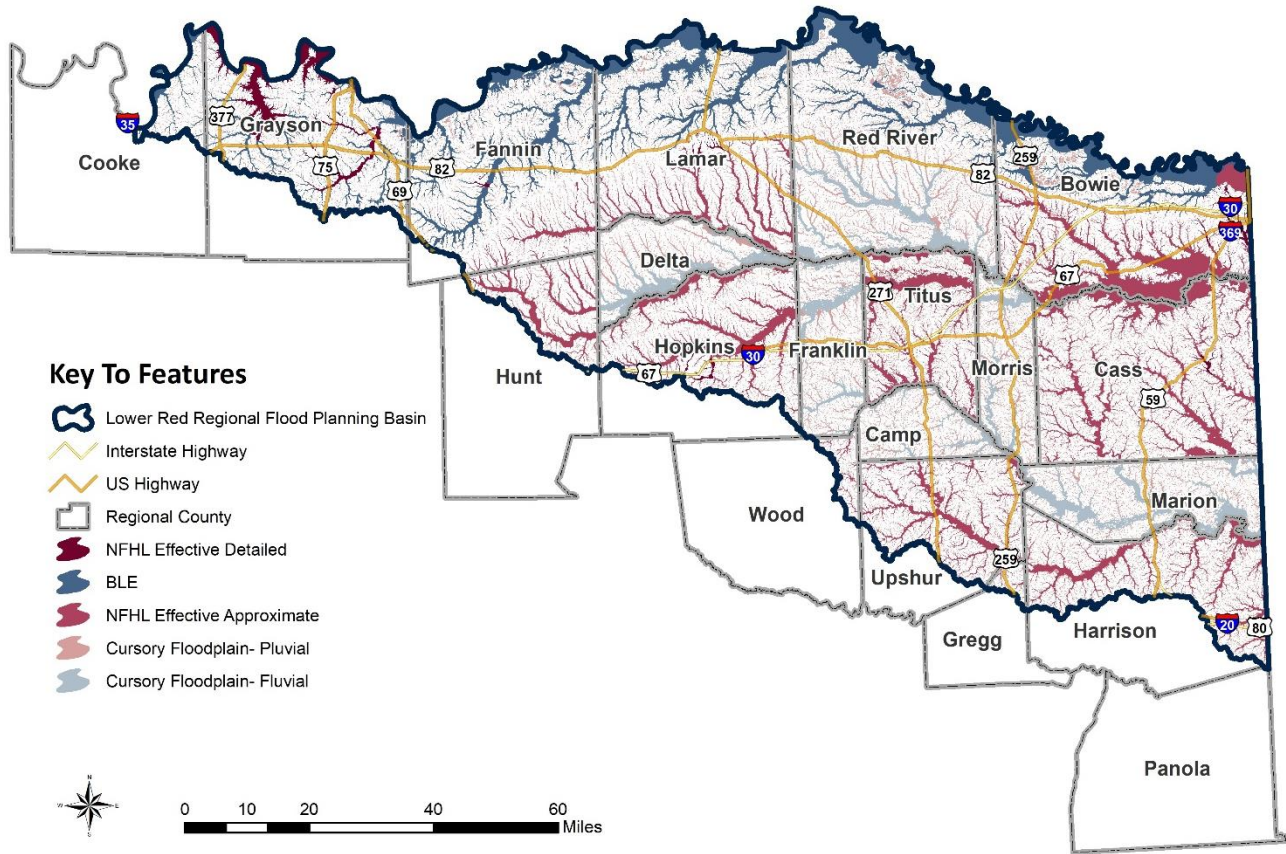 35
377
Grayson
Cooke
75
69
82
Fannin
Lamar
Red River
82
259
Bowie
30
369
Delta
271
Titus
67
Hopkins
30
Franklin
Morris
Cass
Hunt
67
59
Camp
Marion
Wood
259
Upshur
Gregg
Harrison
20
80
Panola
Key To Features
Lower Red Regional Flood Planning Basin
Interstate Highway
US Highway
Regional County
NFHL Effective Detailed
BLE
NFHL Effective Approximate
Cursory Floodplain- Pluvial
Cursory Floodplain- Fluvial
N
W E
S
0 10 20 40 60
Miles